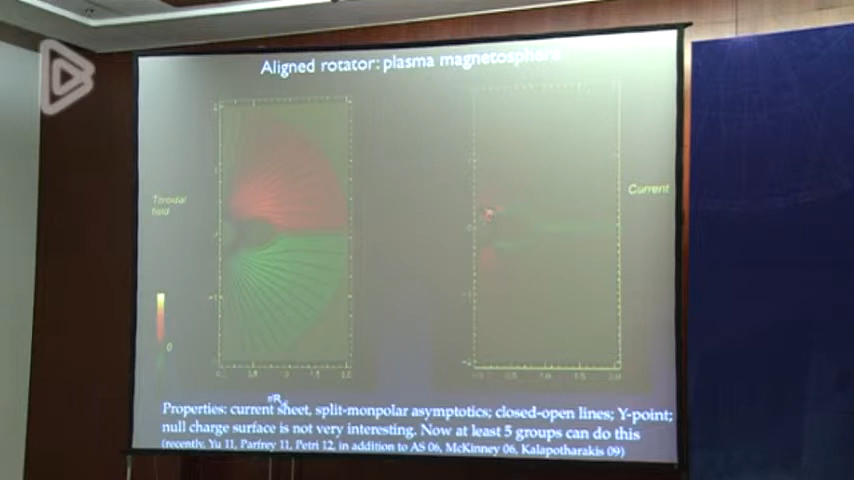 Aligned rotator: plasma magnetosphere
Toroidal
field
Current
0
Properties: current sheet, split-monpolar asymptotics; closed-open lines; Y-point;
null charge surface is not very interesting. Now at least 5 groups can do this
(recently, Yu 11, Parfrey 11, Petri 12, in addition to AS 06, McKinney 06, Kalapotharakis 09)